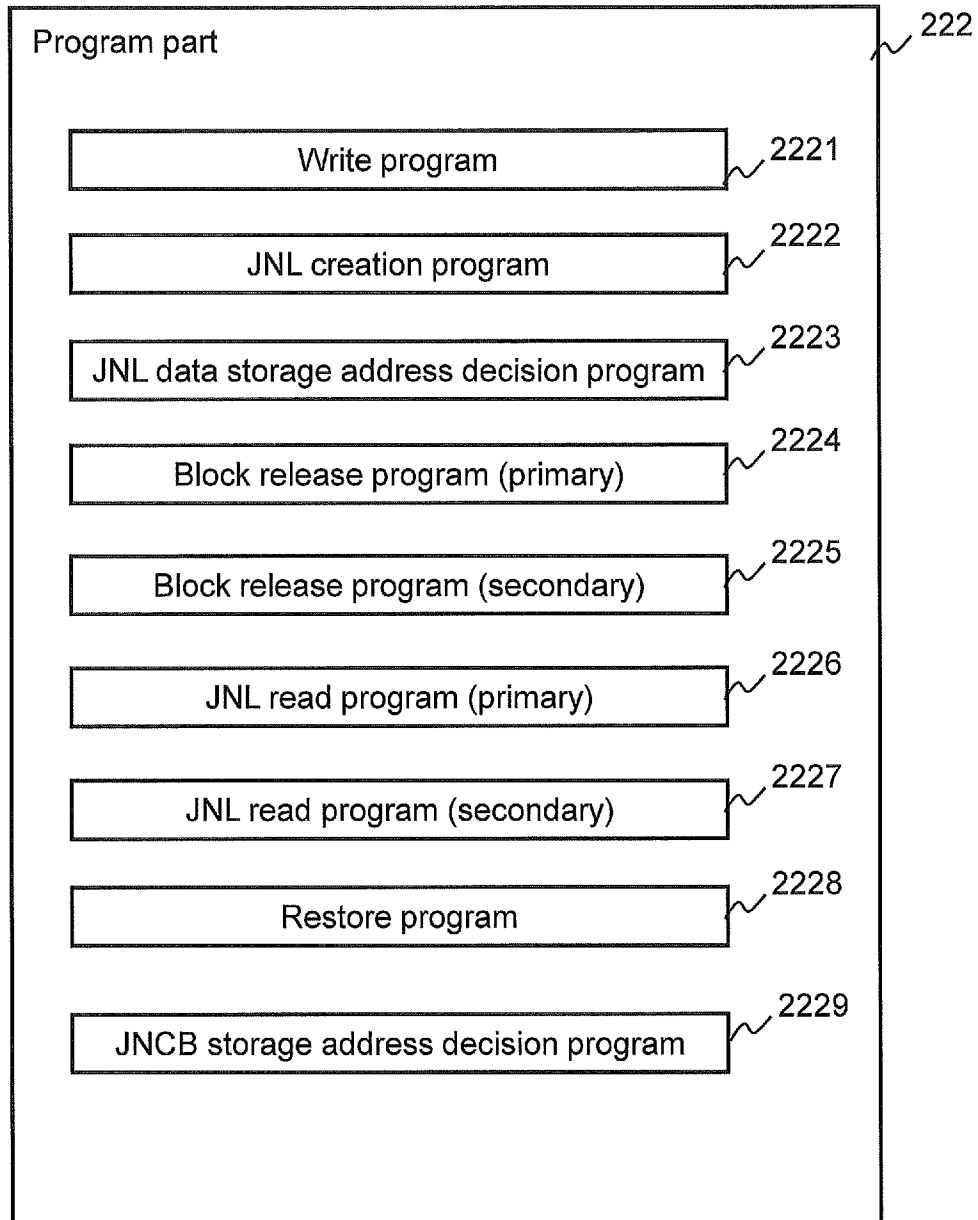 222
Program part
2221
Write program
2222
JNL creation program
2223
JNL data storage address decision program
2224
Block release program (primary)
2225
Block release program (secondary)
2226
JNL read program (primary)
2227
JNL read program (secondary)
2228
Restore program
2229
JNCB storage address decision program